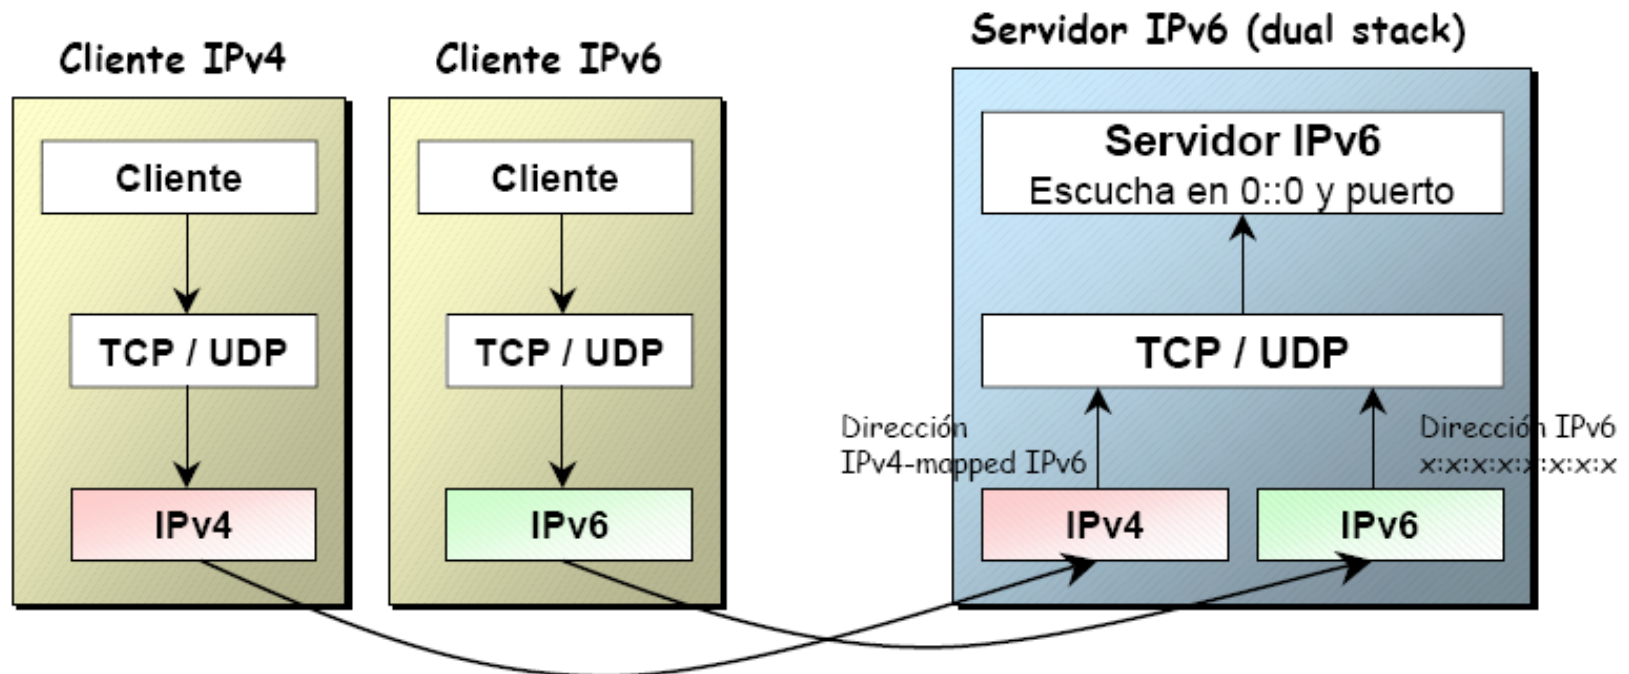 Cliente IPv4
Cliente
TCP / UDP
IPv4
Cliente IPv6
Cliente
TCP / UDP
IPv6
Servidor IPv6 (dual stack)
Servidor IPv6
Escucha en 0::0 y puerto
TCP / UDP
Dirección
IPv4-mapped IPv6
Dirección IPv6
x:x:x:x:x:x:x:x
IPv4
IPv6